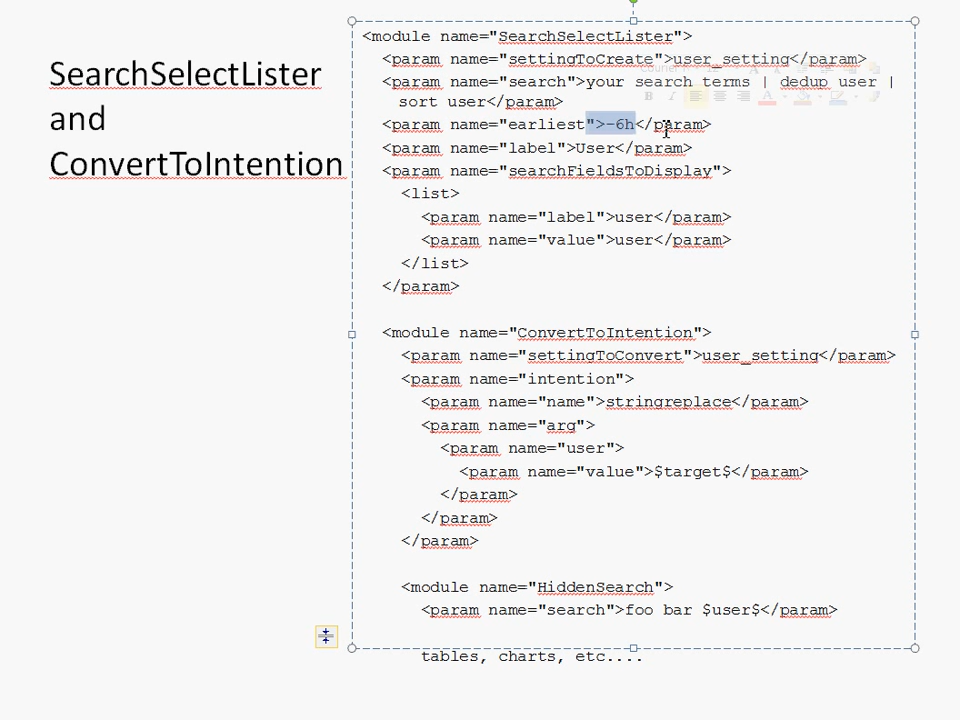 SearchSelectLister
and
ConvertToIntention
<module name="SearchSelectLister">
<param name="settingToCreate">user_setting</param>
<param name="search">your search terms | dedup user |
sort user</param>
<param name="earliest">-6h</param>
<param name="label">User</param>
<param name="searchFieldsToDisplay">
<list>
<param name="label">user</param>
<param name="value">user</param>
</list>
</param>
<module name="ConvertToIntention">
<param name="settingToConvert">user_setting</param>
<param name="intention">
<param name="name">stringreplace</param>
<param name="arg">
<param name="user">
<param name="value">$target$</param>
</param>
</param>
</param>
<module name="HiddenSearch">
<param name="search">foo bar $user$</param>
tables, charts, etc....